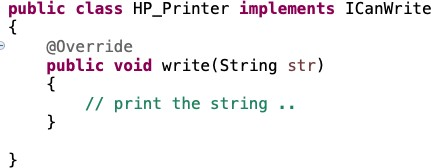 public class HP_Printer implements ICanWrite
{
    @Override
    public void write(String str)
    {
        // print the string ..
    }

}